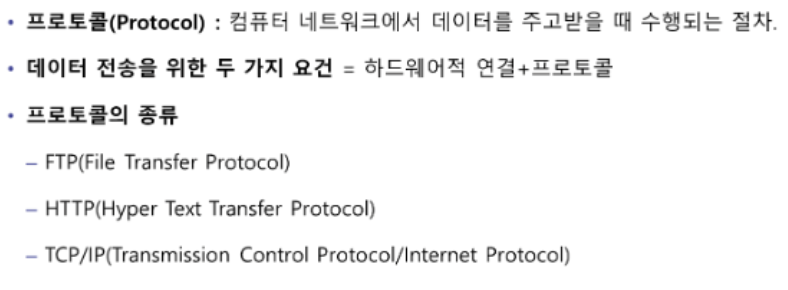 • 프로토콜(Protocol) : 컴퓨터 네트워크에서 데이터를 주고받을 때 수행되는 절차.
• 데이터 전송을 위한 두 가지 요건 = 하드웨어적 연결+프로토콜
• 프로토콜의 종류
– FTP(File Transfer Protocol)
– HTTP(Hyper Text Transfer Protocol)
– TCP/IP(Transmission Control Protocol/Internet Protocol)